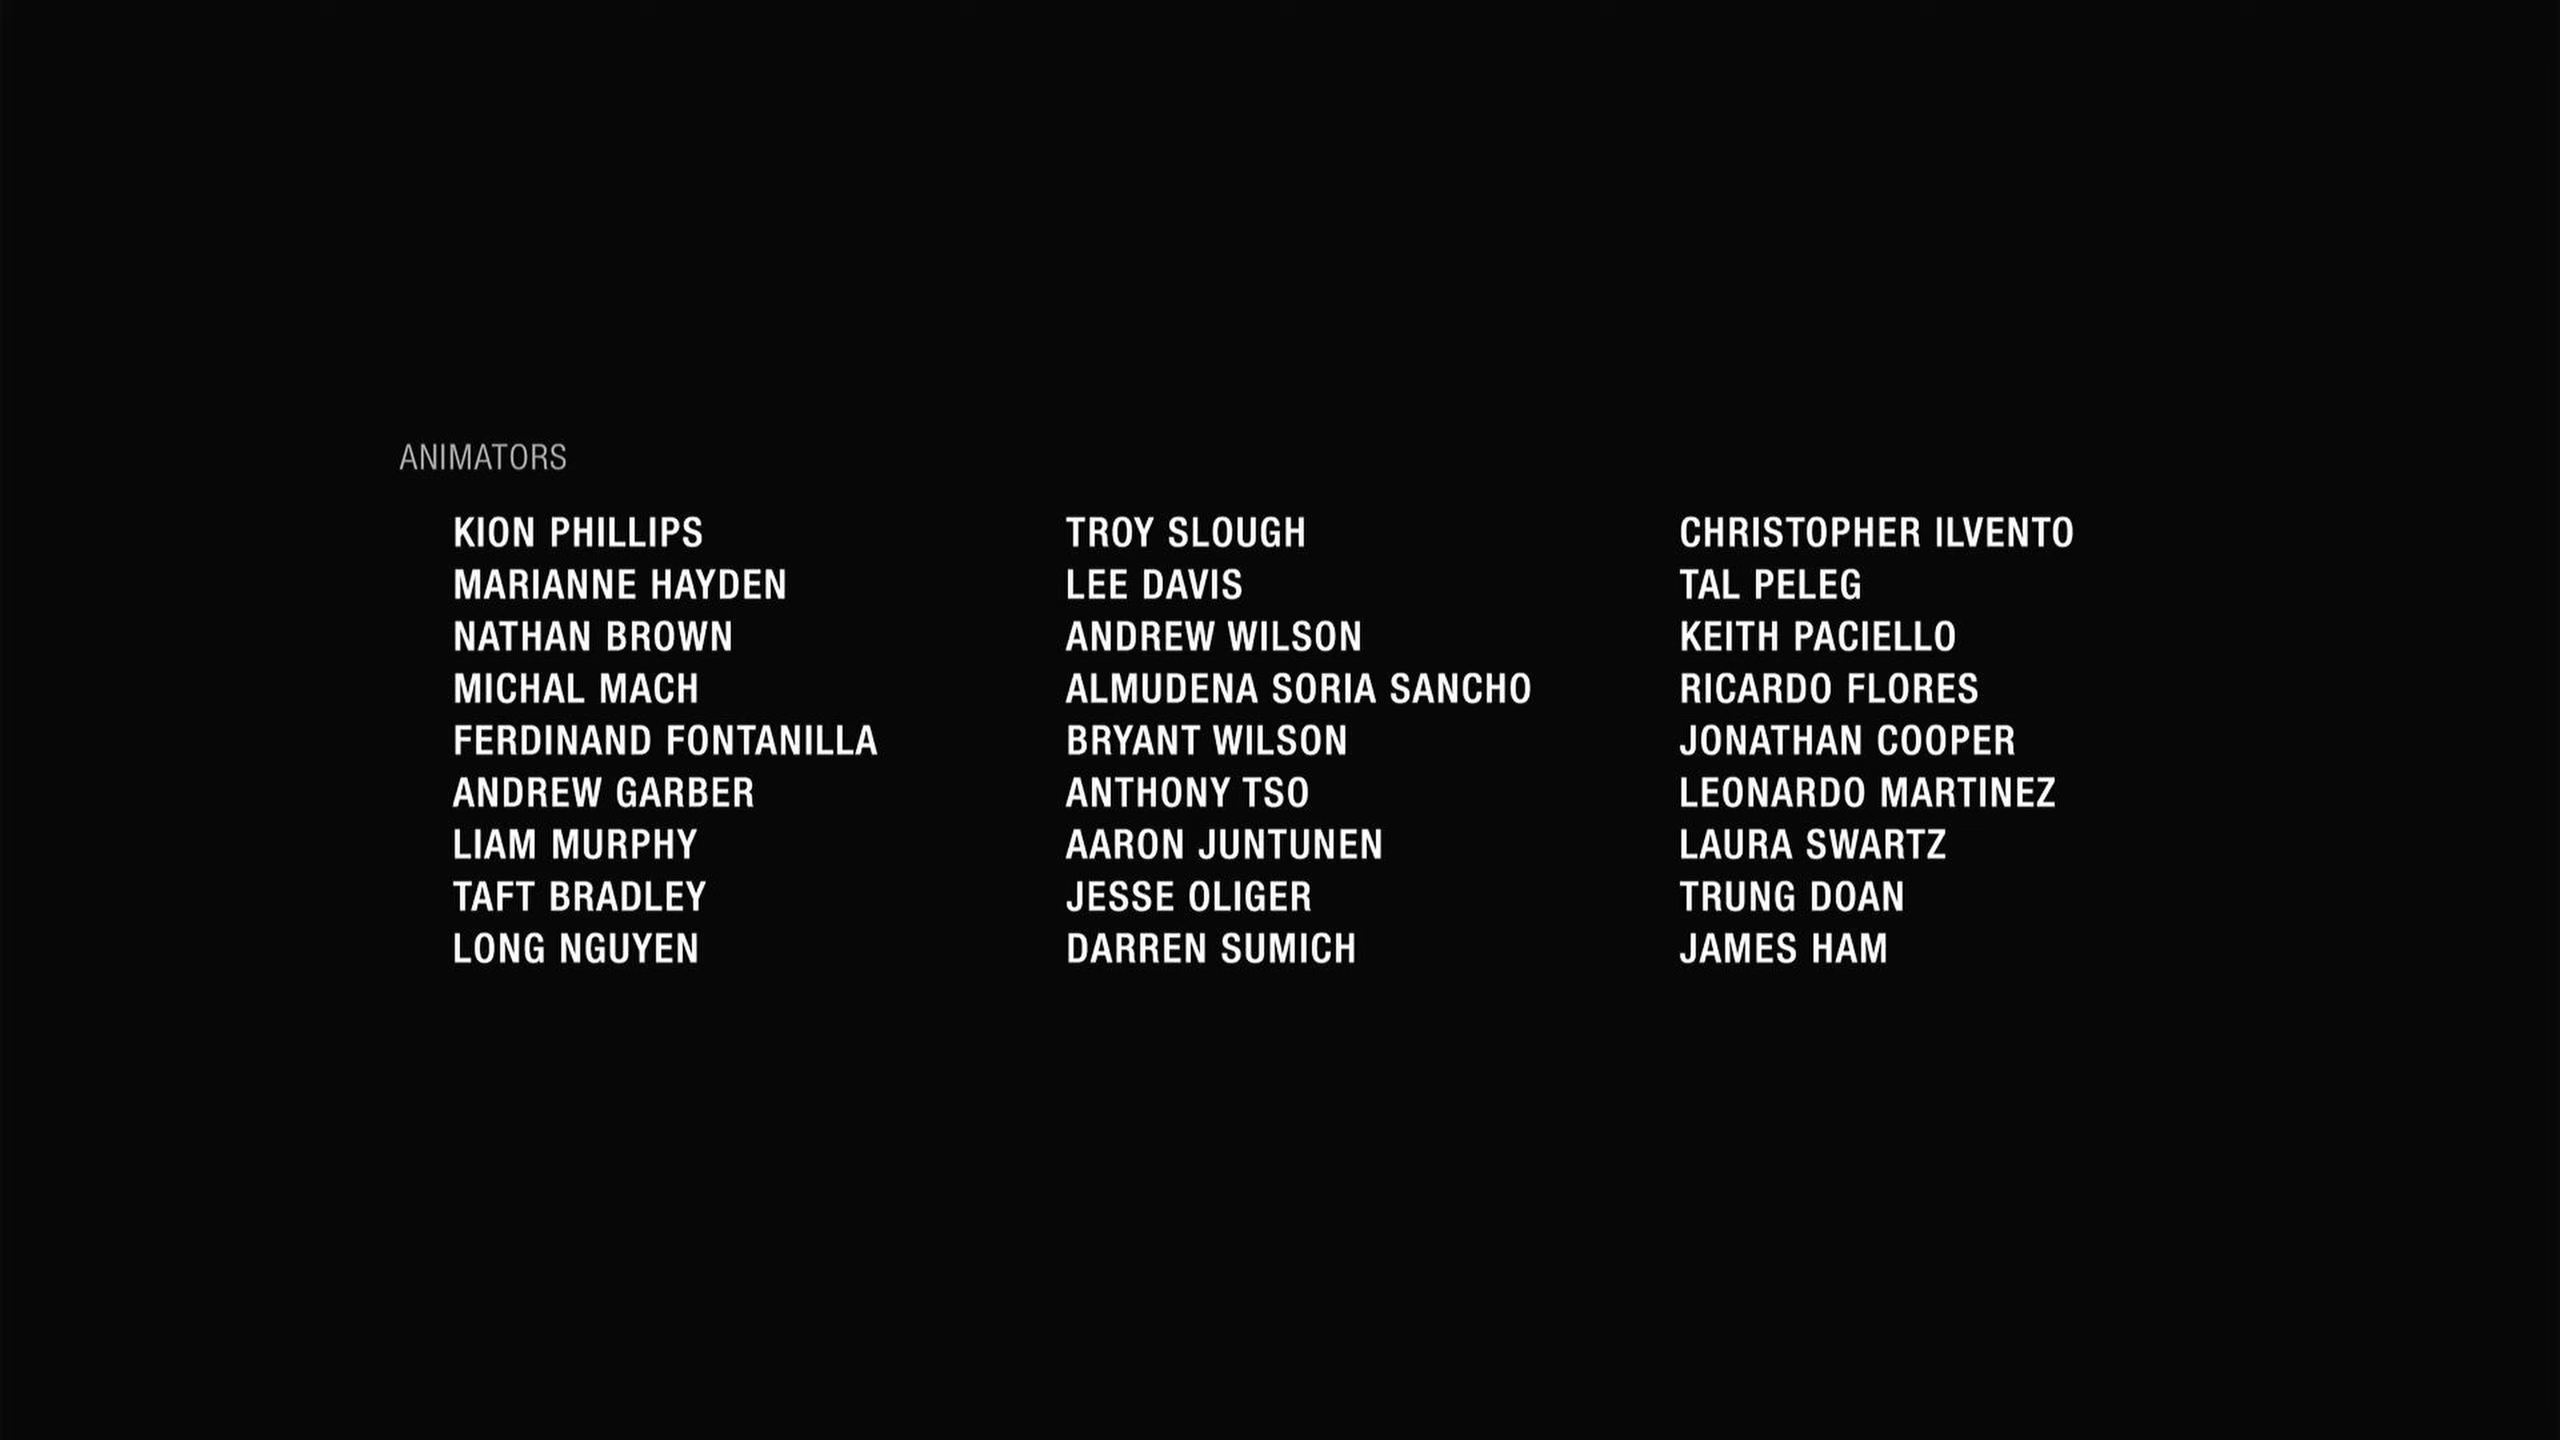 ANIMATORS
KION PHILLIPS
MARIANNE HAYDEN
NATHAN BROWN
MICHAL MACH
FERDINAND FONTANILLA
ANDREW GARBER
LIAM MURPHY
TAFT BRADLEY
LONG NGUYEN
TROY SLOUGH
LEE DAVIS
ANDREW WILSON
ALMUDENA SORIA SANCHO
BRYANT WILSON
ANTHONY TSO
AARON JUNTUNEN
JESSE OLIGER
DARREN SUMICH
CHRISTOPHER ILVENTO
TAL PELEG
KEITH PACIELLO
RICARDO FLORES
JONATHAN COOPER
LEONARDO MARTINEZ
LAURA SWARTZ
TRUNG DOAN
JAMES HAM